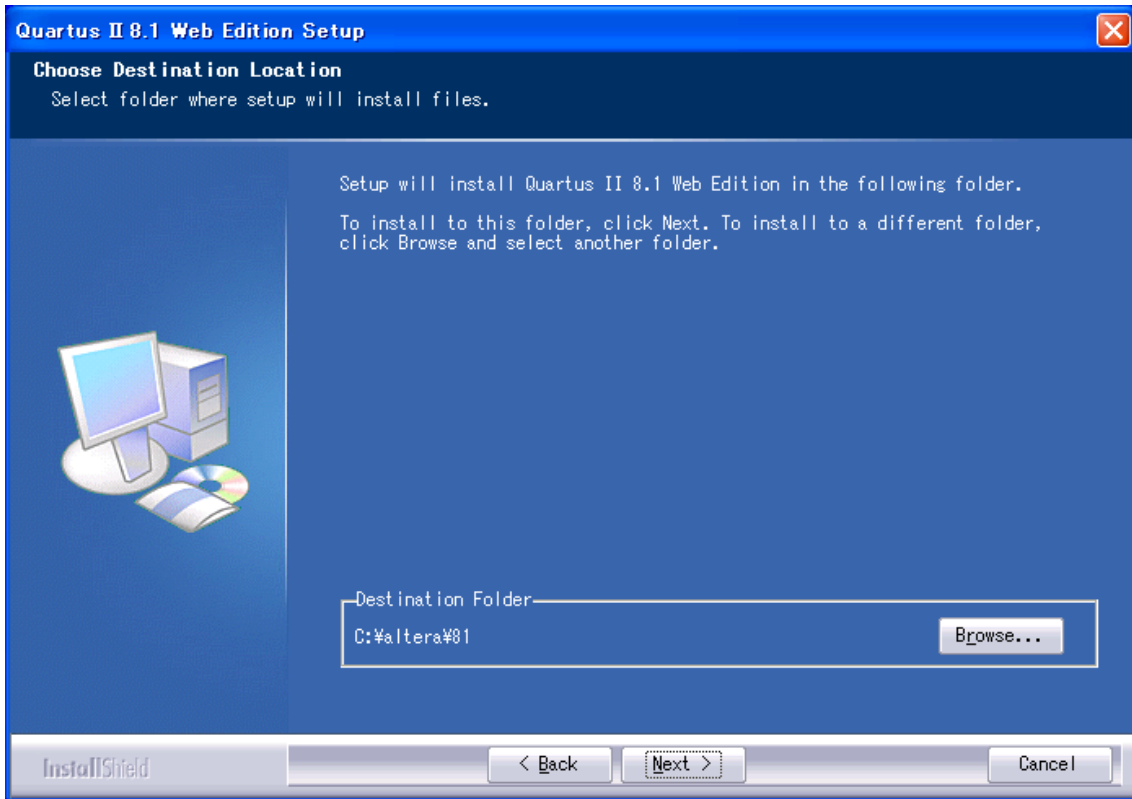 Quartus II 8.1 Web Edition Setup
Choose Destination Location
Select folder where setup will install files.
Setup will install Quartus II 8.1 Web Edition in the following folder.
To install to this folder, click Next. To install to a different folder,
click Browse and select another folder.
Destination Folder
C:¥altera¥81
Browse...
InstallShield
< Back
Next >
Cancel